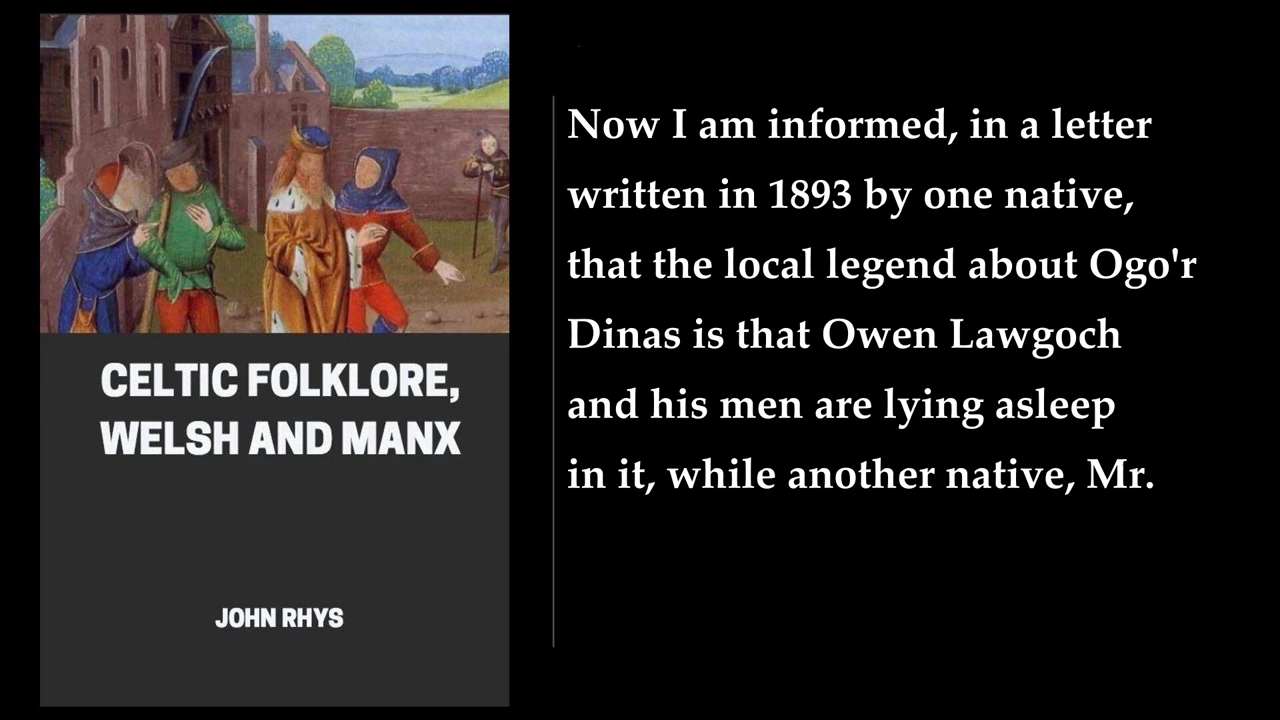 CELTIC FOLKLORE,
WELSH AND MANX
JOHN RHYS
Now I am informed, in a letter
written in 1893 by one native,
that the local legend about Ogo'r
Dinas is that Owen Lawgoch
and his men are lying asleep
in it, while another native, Mr.